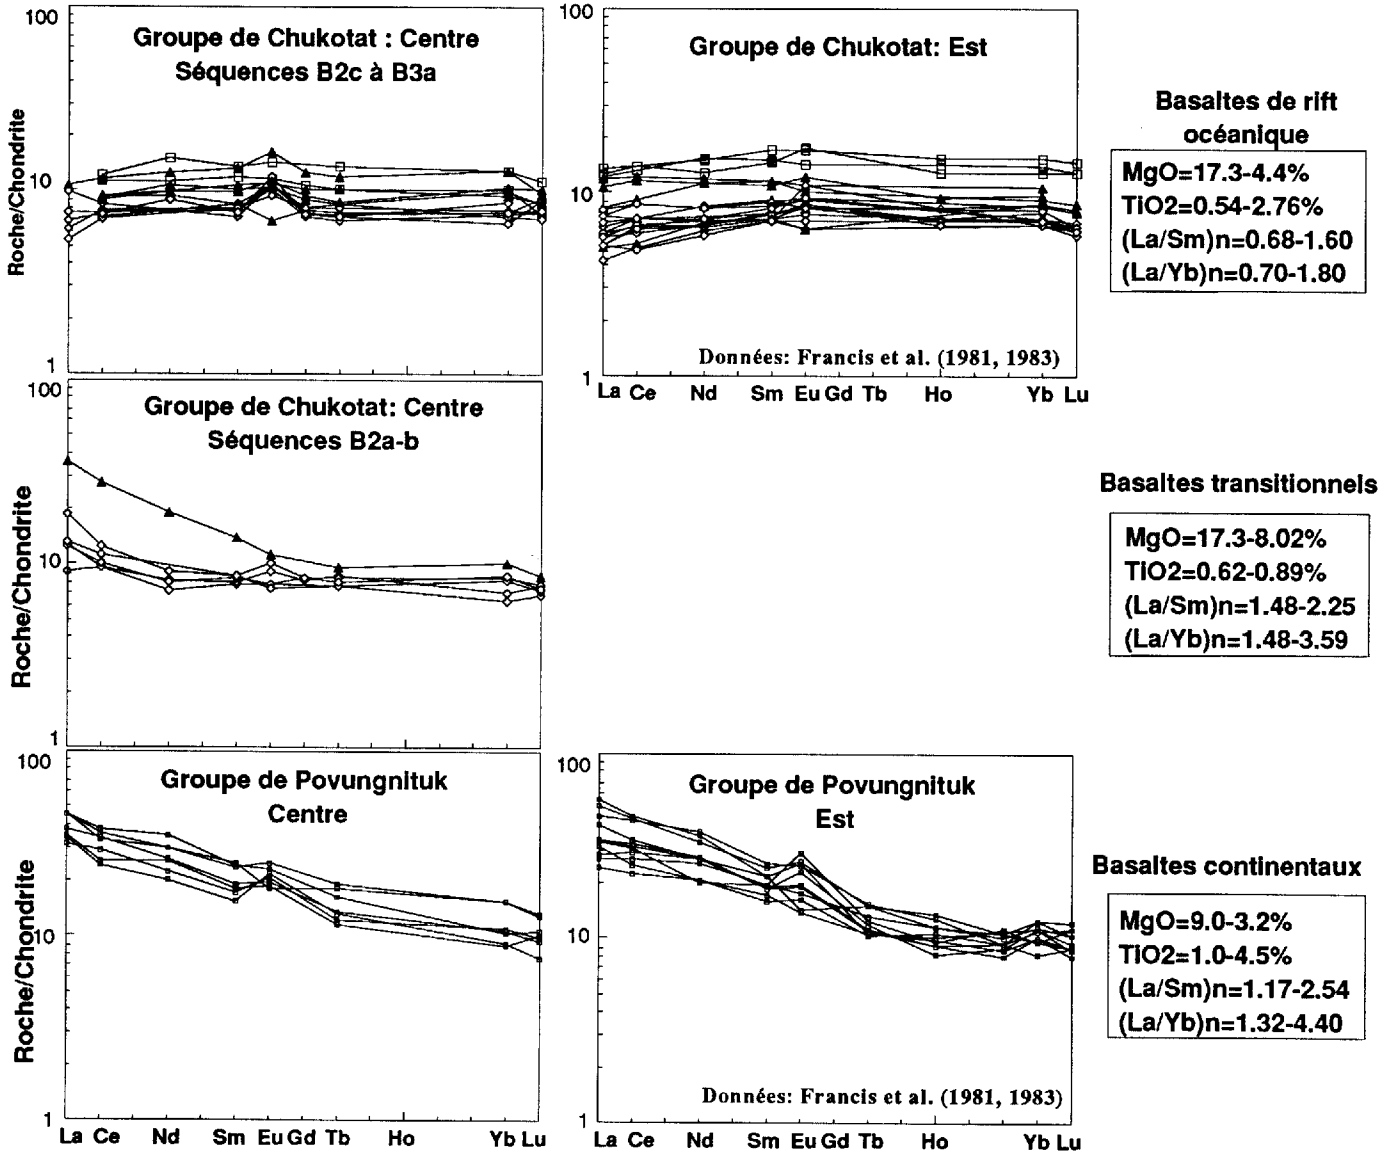 Groupe de Chukotat : Centre
Séquences B2c à B3a
100
10
1
Roche/Chondrite
Groupe de Chukotat: Est
100
10
1
Données: Francis et al. (1981, 1983)
La Ce Nd Sm Eu Gd Tb Ho Yb Lu
Basaltes de rift
océanique
MgO=17.3-4.4%
TiO2=0.54-2.76%
(La/Sm)n=0.68-1.60
(La/Yb)n=0.70-1.80
Groupe de Chukotat: Centre
Séquences B2a-b
100
10
1
Roche/Chondrite
Basaltes transitionnels
MgO=17.3-8.02%
TiO2=0.62-0.89%
(La/Sm)n=1.48-2.25
(La/Yb)n=1.48-3.59
Groupe de Povungnituk
Centre
100
10
1
Roche/Chondrite
La Ce Nd Sm Eu Gd Tb Ho Yb Lu
Groupe de Povungnituk
Est
100
10
1
Données: Francis et al. (1981, 1983)
La Ce Nd Sm Eu Gd Tb Ho Yb Lu
Basaltes continentaux
MgO=9.0-3.2%
TiO2=1.0-4.5%
(La/Sm)n=1.17-2.54
(La/Yb)n=1.32-4.40